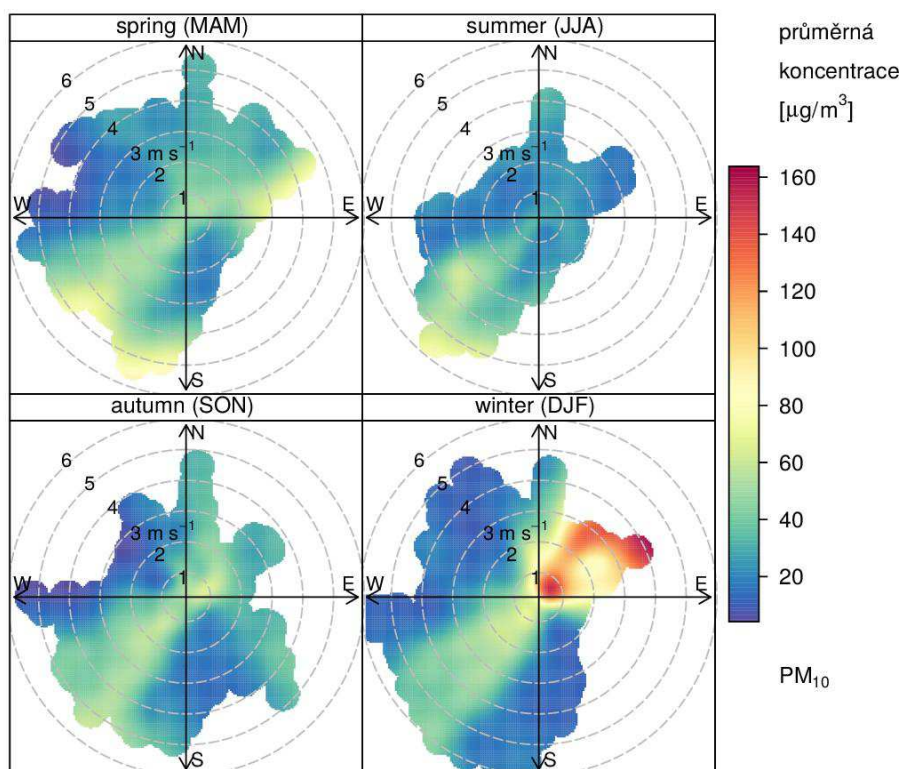 spring (MAM)
N
6
5
4
3 m s⁻¹
2
1
W
E
S
summer (JJA)
N
6
5
4
3 m s⁻¹
2
1
W
E
S
autumn (SON)
N
6
5
4
3 m s⁻¹
2
1
W
E
S
winter (DJF)
N
6
5
4
3 m s⁻¹
2
1
W
E
S
průměrná
koncentrace
[μg/m³]
160
140
120
100
80
60
40
20
PM₁₀